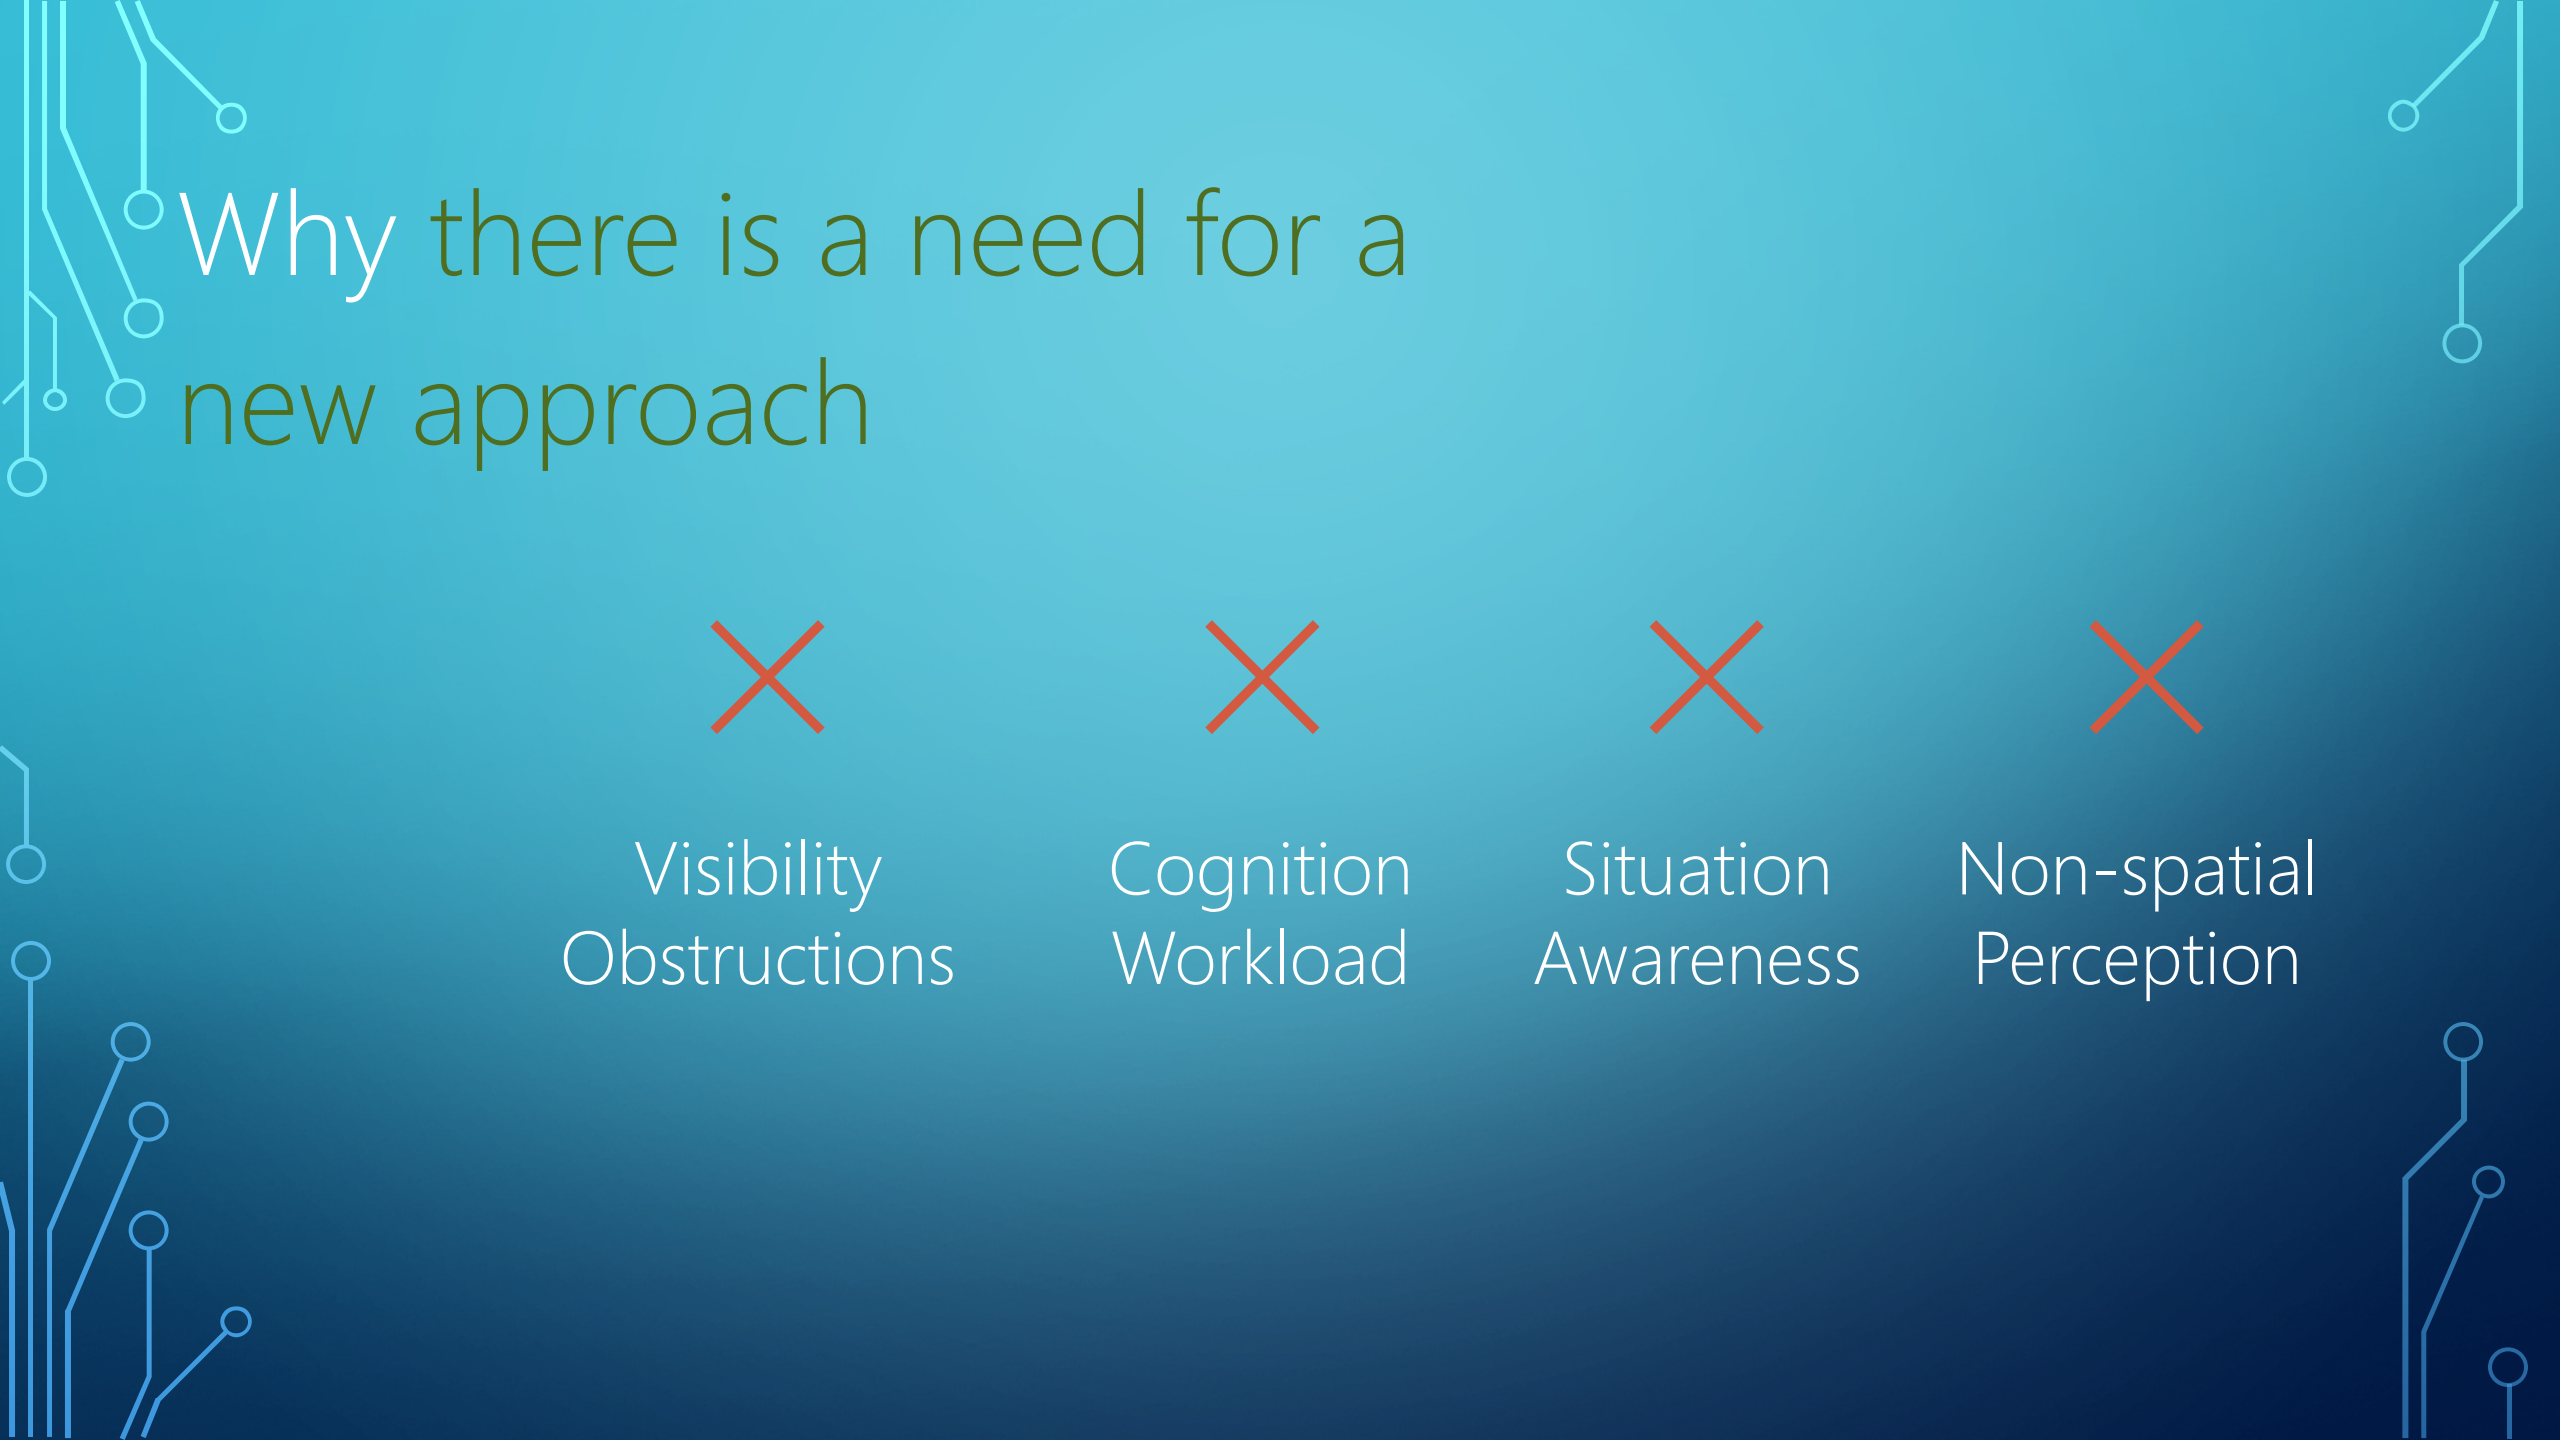 Why there is a need for a
new approach
Visibility
Obstructions
Cognition
Workload
Situation
Awareness
Non-spatial
Perception